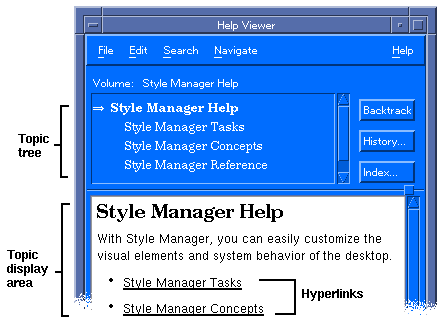 Help Viewer
File Edit Search Navigate Help
Volume: Style Manager Help
⇒ Style Manager Help
Style Manager Tasks
Style Manager Concepts
Style Manager Reference
Backtrack
History...
Index...
Topic
tree
Style Manager Help
With Style Manager, you can easily customize the
visual elements and system behavior of the desktop.
• Style Manager Tasks
• Style Manager Concepts
Topic
display
area
Hyperlinks